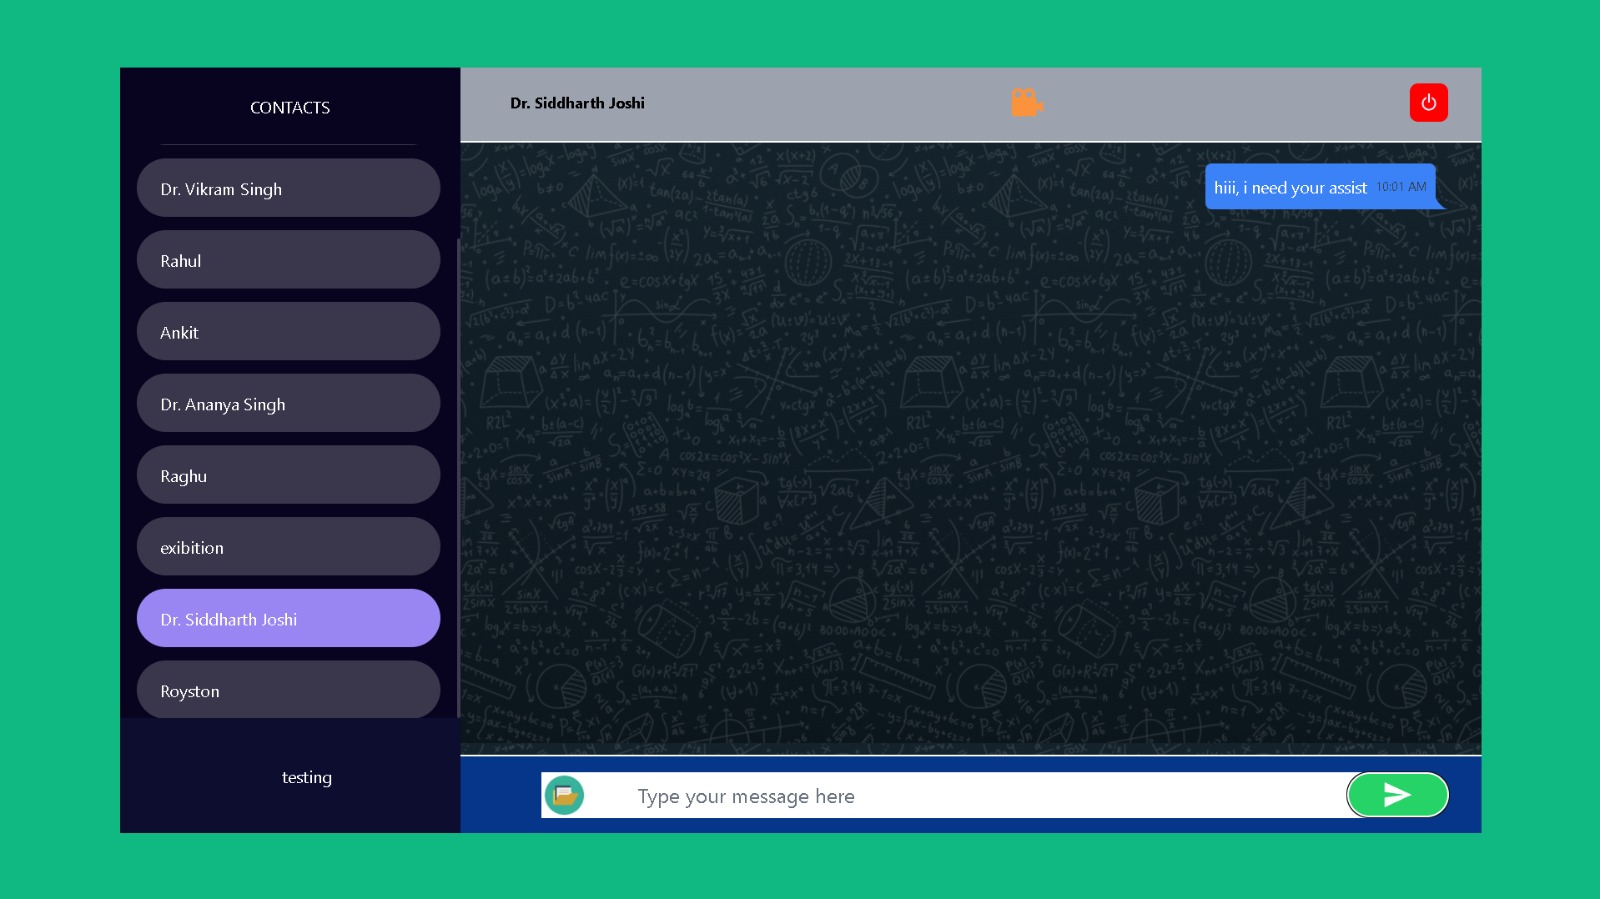 CONTACTS
Dr. Vikram Singh
Rahul
Ankit
Dr. Ananya Singh
Raghu
exibition
Dr. Siddharth Joshi
Royston
testing
Dr. Siddharth Joshi
hiii, i need your assist 10:01 AM
Type your message here